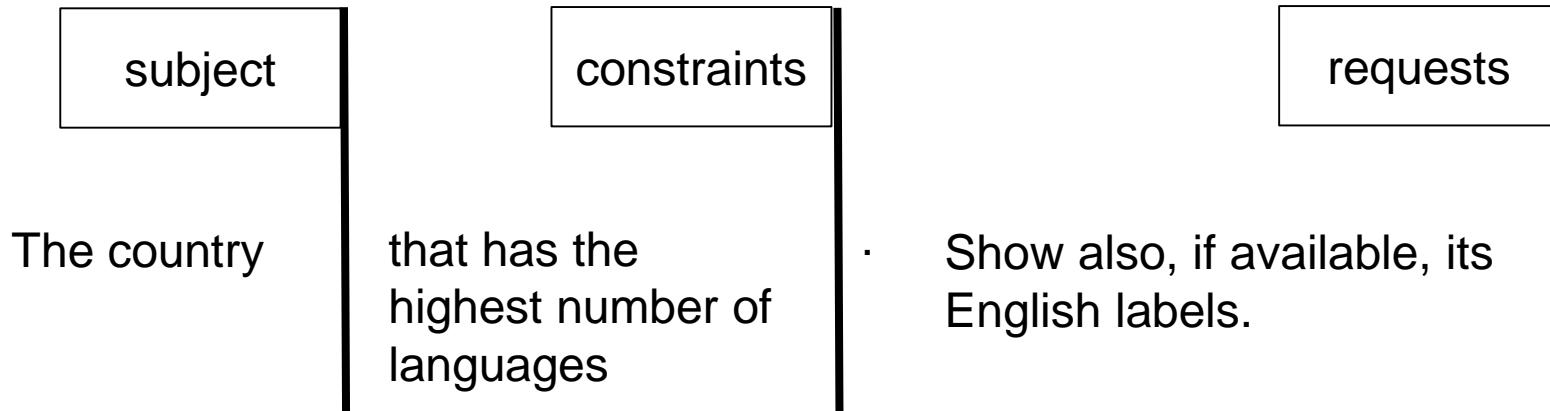 subject
constraints
requests
The country
that has the
highest number of
languages
.
Show also, if available, its
English labels.